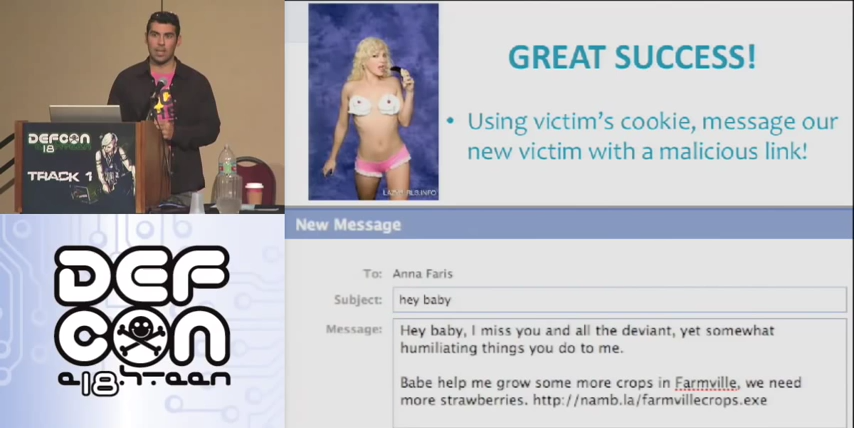 DEFCON
18
TRACK 1
GREAT SUCCESS!
• Using victim's cookie, message our
new victim with a malicious link!
New Message
To: Anna Faris
Subject: hey baby
Message: Hey baby, I miss you and all the deviant, yet somewhat
humiliating things you do to me.
Babe help me grow some more crops in Farmville, we need
more strawberries. http://namb.la/farmvillecrops.exe
DEF
CON
e18hteen